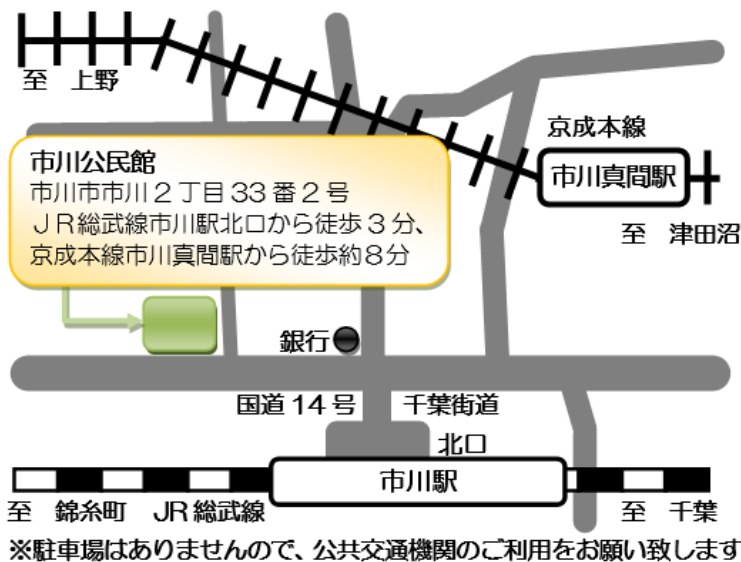 至 上野
京成本線
市川真間駅
至 津田沼
市川公民館
市川市市川2丁目33番2号
JR総武線市川駅北口から徒歩3分、
京成本線市川真間駅から徒歩約8分
銀行
国道14号 千葉街道
北口
市川駅
至 錦糸町 JR総武線 至 千葉
※駐車場はありませんので、公共交通機関のご利用をお願い致します